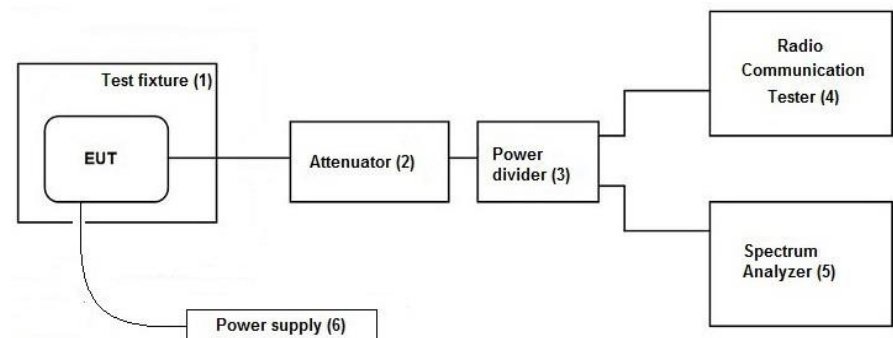 Test fixture (1)
EUT
Attenuator (2)
Power
divider (3)
Radio
Communication
Tester (4)
Spectrum
Analyzer (5)
Power supply (6)